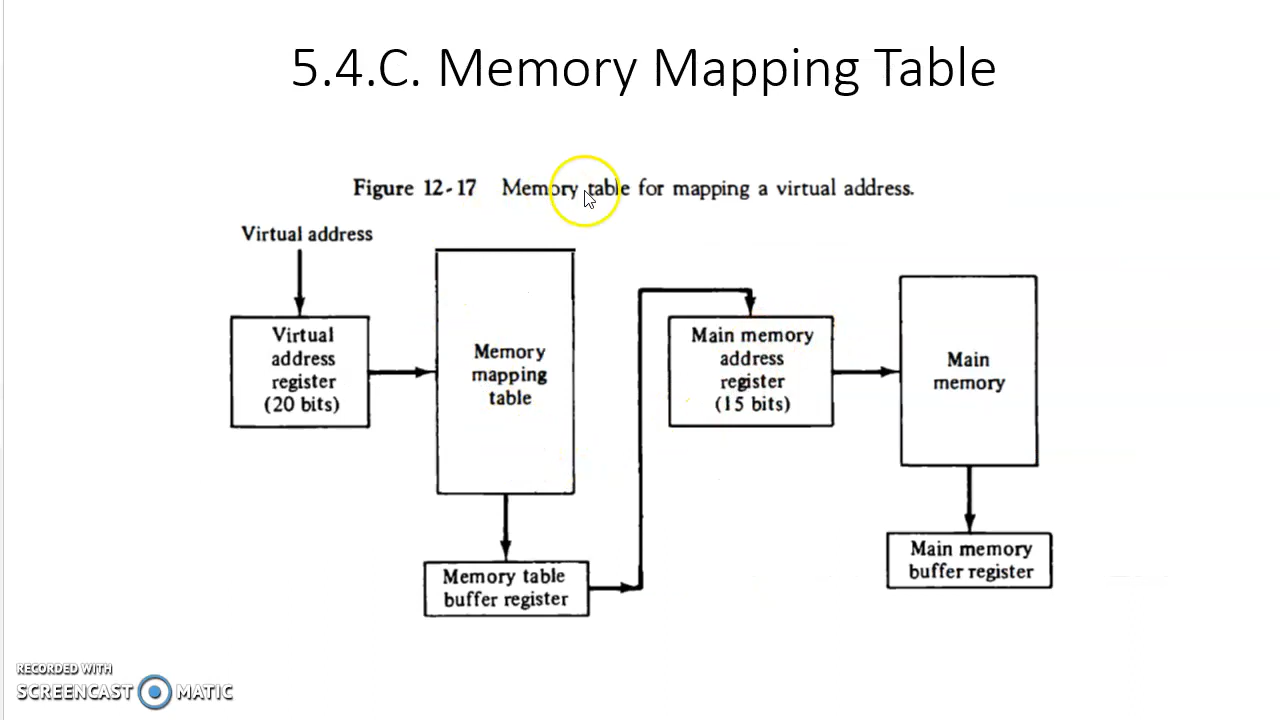 5.4.C. Memory Mapping Table
Figure 12-17 Memory table for mapping a virtual address.
Virtual address
Virtual
address
register
(20 bits)
Memory
mapping
table
Memory table
buffer register
Main memory
address
register
(15 bits)
Main
memory
Main memory
buffer register
RECORDED WITH
SCREENCAST MATIC